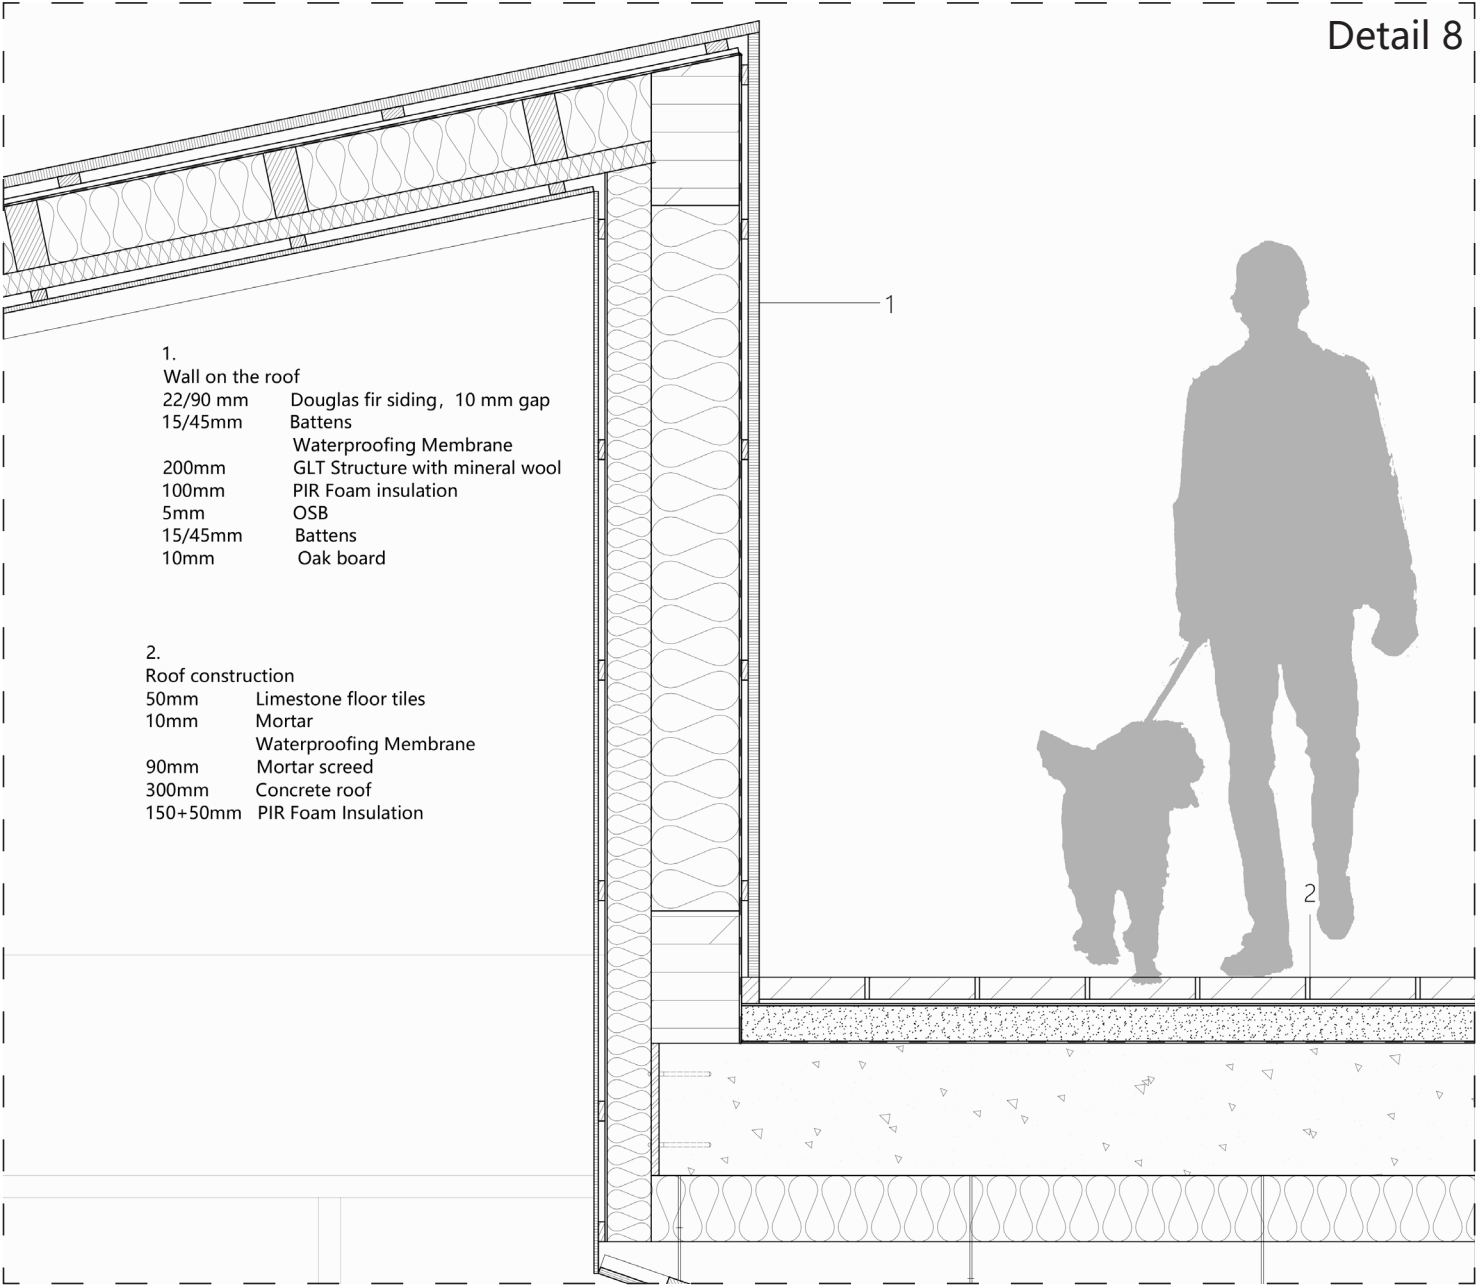 Detail 8
1
1.
Wall on the roof
22/90 mm Douglas fir siding, 10 mm gap
15/45mm Battens
Waterproofing Membrane
200mm GLT Structure with mineral wool
100mm PIR Foam insulation
5mm OSB
15/45mm Battens
10mm Oak board
2.
Roof construction
50mm Limestone floor tiles
10mm Mortar
Waterproofing Membrane
90mm Mortar screed
300mm Concrete roof
150+50mm PIR Foam Insulation
2